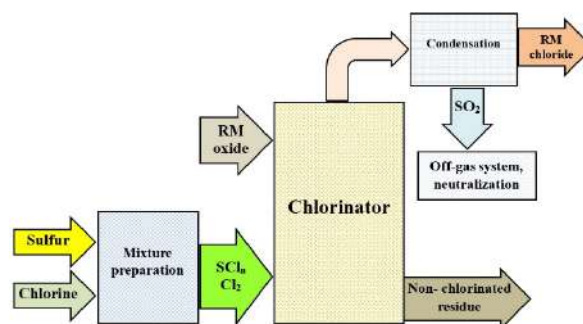 Condensation
RM
chloride
SO₂
Off-gas system,
neutralization
RM
oxide
Chlorinator
Sulfur
Chlorine
Mixture
preparation
SClₙ
Cl₂
Non- chlorinated
residue